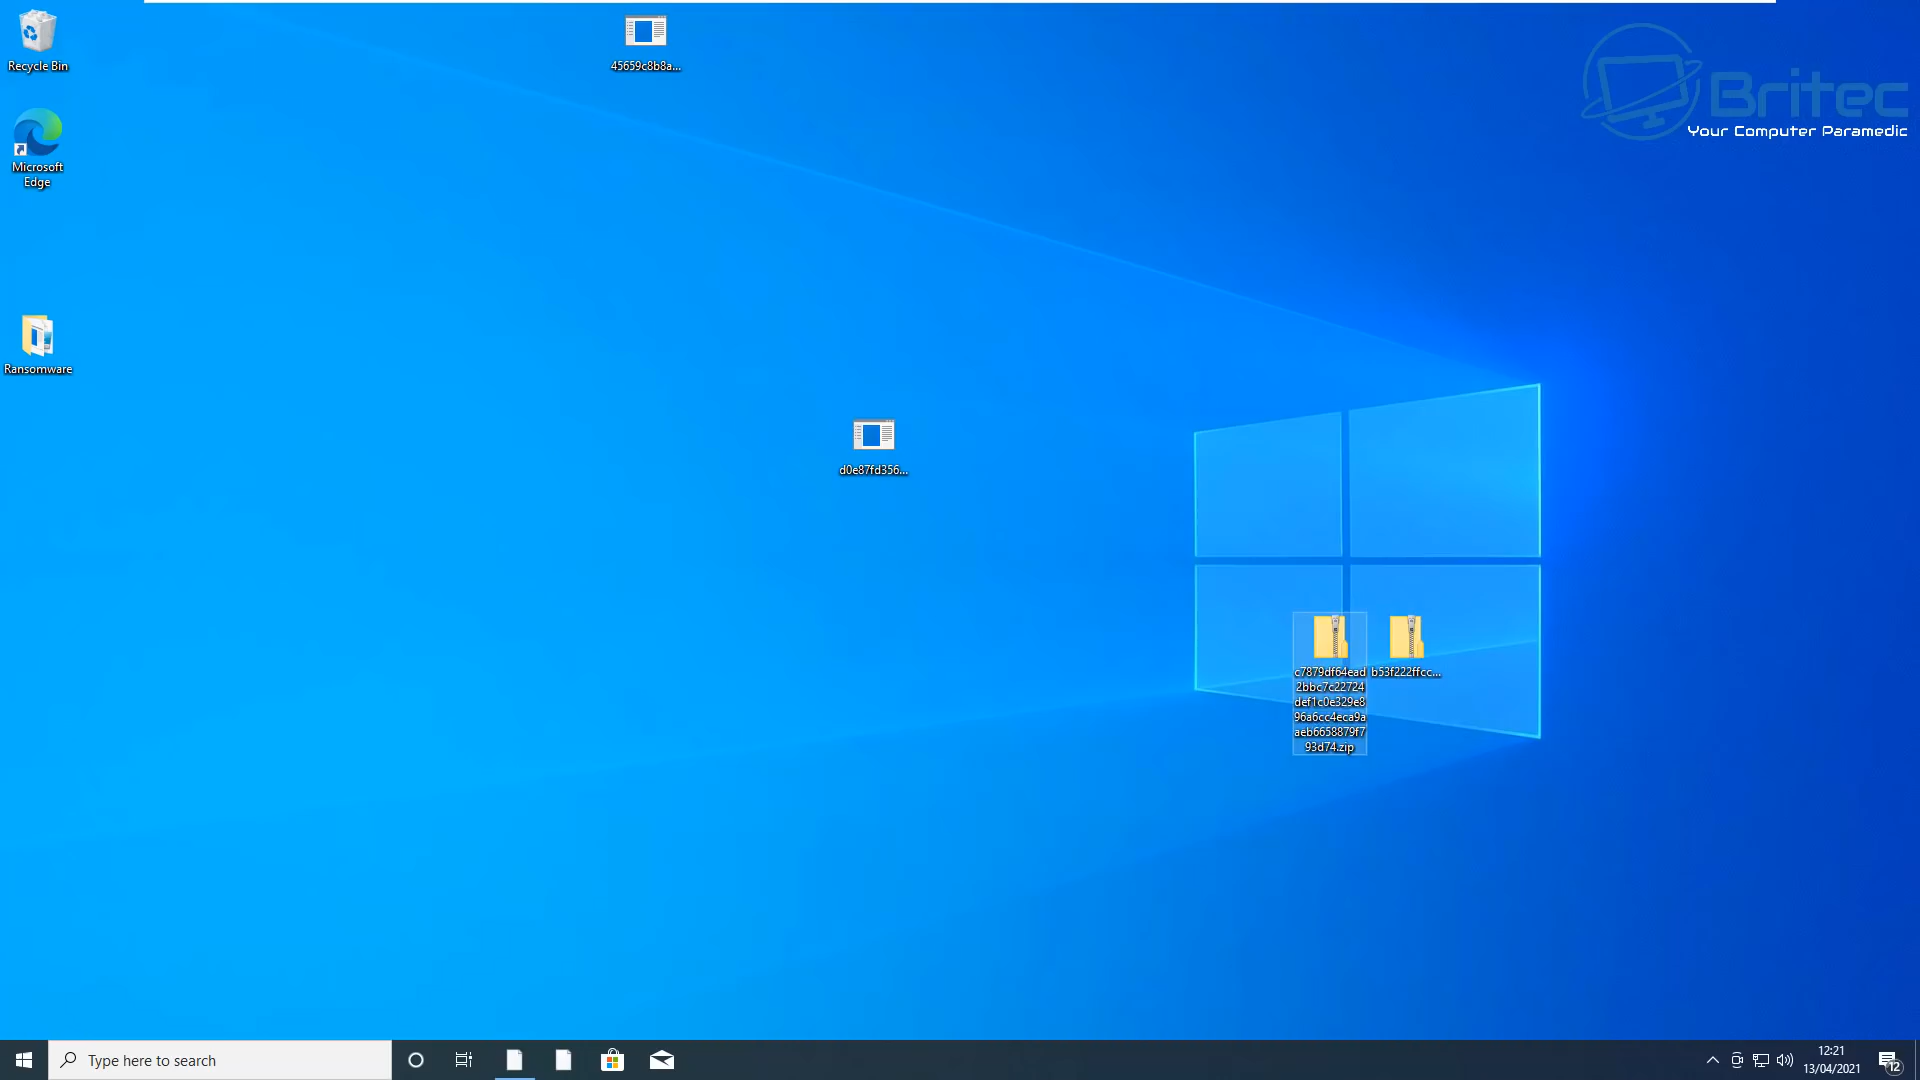 Recycle Bin
45659c8b8a...
Britec
Your Computer Paramedic
Microsoft
Edge
Ransomware
d0e87fd356...
c7879df64ead
2bbc7c22724
def1c0e329e8
96a6cc4eca9a
aeb6658879f7
93d74.zip
b53f222ffcc...
Type here to search
12:21
13/04/2021
12